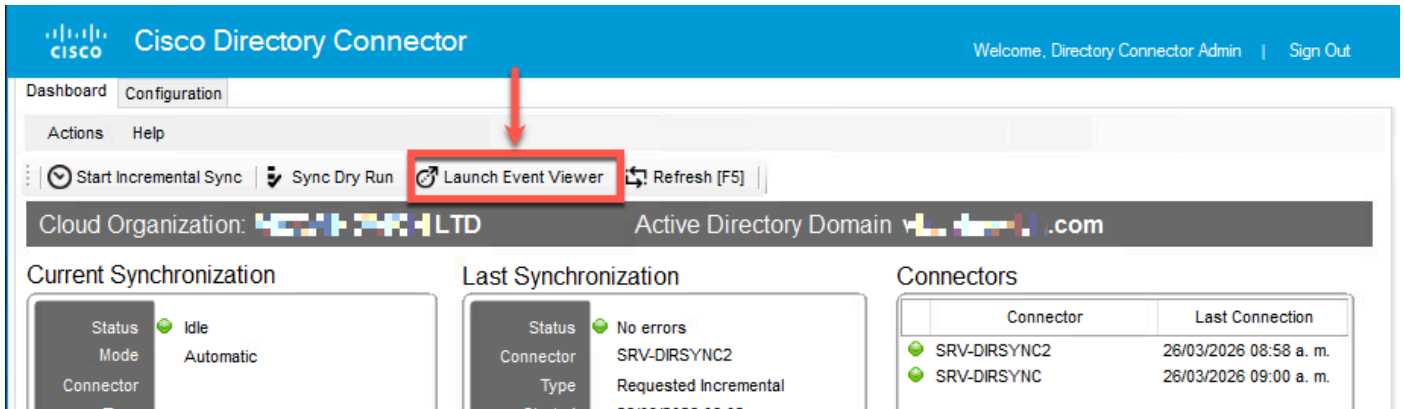 CISCO Cisco Directory Connector
Welcome, Directory Connector Admin | Sign Out
Dashboard Configuration
Actions Help
Start Incremental Sync Sync Dry Run Launch Event Viewer Refresh [F5]
Cloud Organization: LTD Active Directory Domain .com
Current Synchronization
Status Idle
Mode Automatic
Connector
Last Synchronization
Status No errors
Connector SRV-DIRSYNC2
Type Requested Incremental
Connectors
Connector Last Connection
SRV-DIRSYNC2 26/03/2026 08:58 a. m.
SRV-DIRSYNC 26/03/2026 09:00 a. m.